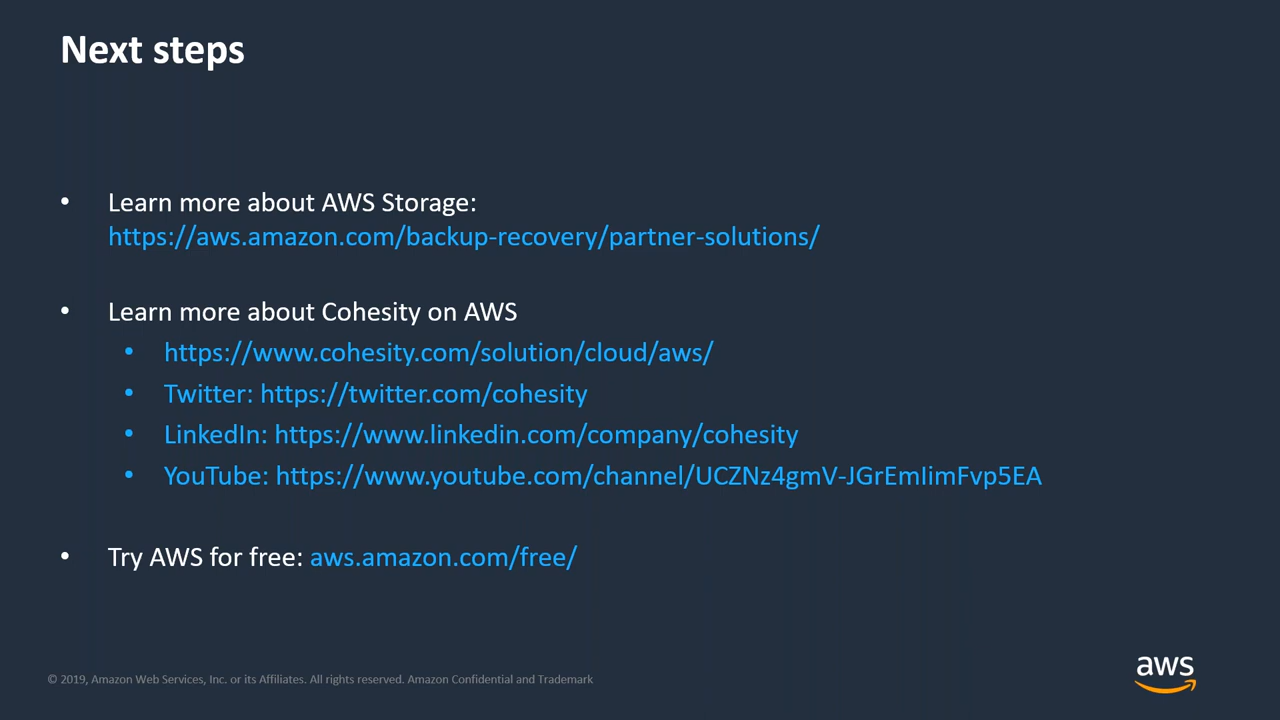 Next steps
• Learn more about AWS Storage:
https://aws.amazon.com/backup-recovery/partner-solutions/
• Learn more about Cohesity on AWS
• https://www.cohesity.com/solution/cloud/aws/
• Twitter: https://twitter.com/cohesity
• LinkedIn: https://www.linkedin.com/company/cohesity
• YouTube: https://www.youtube.com/channel/UCZNz4gmV-JGrEmIimFvp5EA
• Try AWS for free: aws.amazon.com/free/
© 2019, Amazon Web Services, Inc. or its Affiliates. All rights reserved. Amazon Confidential and Trademark
aws